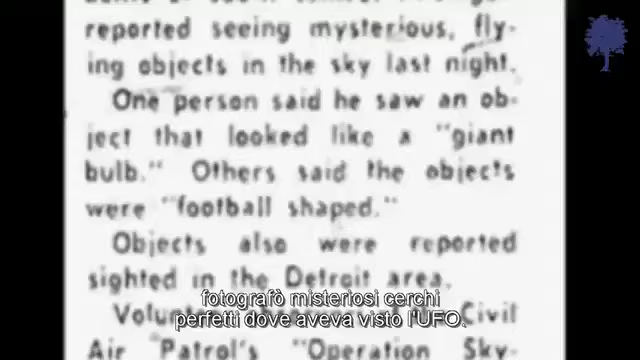 reported seeing mysterious, fly-
ing objects in the sky last night.
One person said he saw an ob-
ject that looked like a "giant
bulb." Others said the objects
were "football shaped."
Objects also were reported
sighted in the Detroit area.
fotografò misteriosi cerchi
perfetti dove aveva visto l'UFO.
Civil
Air Patrol's "Operation Sky-